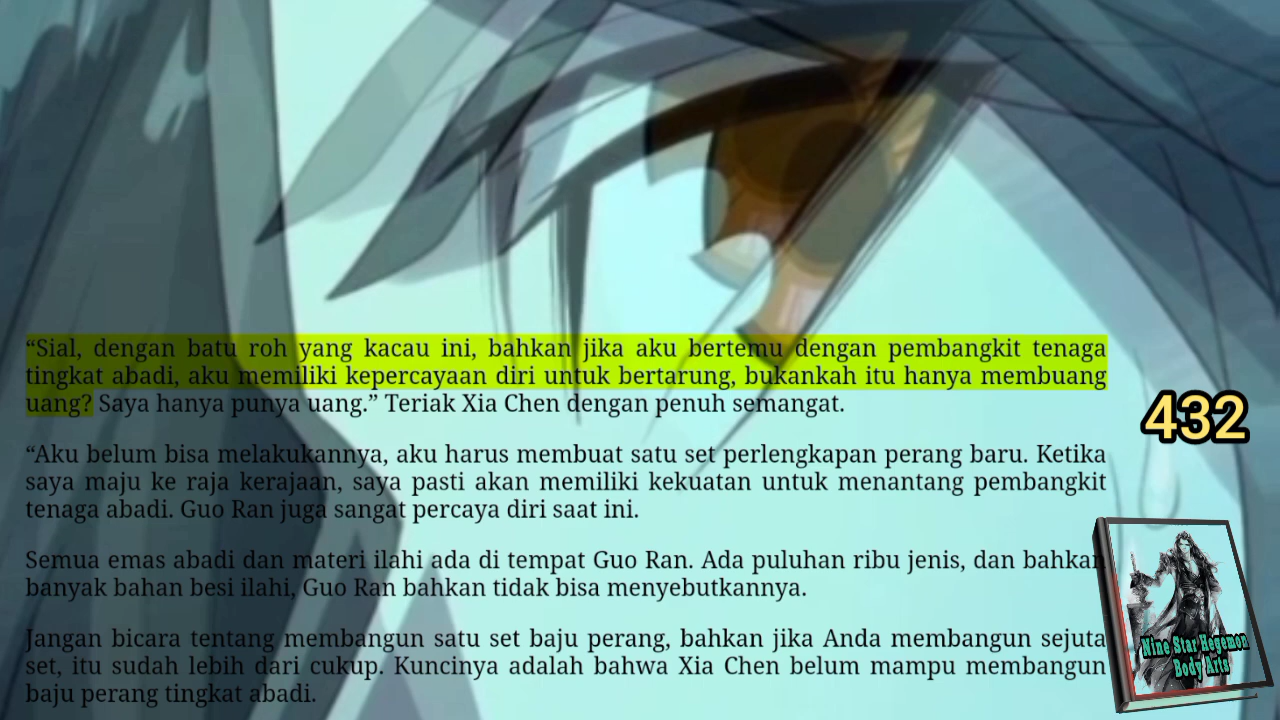 “Sial, dengan batu roh yang kacau ini, bahkan jika aku bertemu dengan pembangkit tenaga
tingkat abadi, aku memiliki kepercayaan diri untuk bertarung, bukankah itu hanya membuang
uang? Saya hanya punya uang.” Teriak Xia Chen dengan penuh semangat.
“Aku belum bisa melakukannya, aku harus membuat satu set perlengkapan perang baru. Ketika
saya maju ke raja kerajaan, saya pasti akan memiliki kekuatan untuk menantang pembangkit
tenaga abadi. Guo Ran juga sangat percaya diri saat ini.
Semua emas abadi dan materi ilahi ada di tempat Guo Ran. Ada puluhan ribu jenis, dan bahkan
banyak bahan besi ilahi, Guo Ran bahkan tidak bisa menyebutkannya.
Jangan bicara tentang membangun satu set baju perang, bahkan jika Anda membangun sejuta
set, itu sudah lebih dari cukup. Kuncinya adalah bahwa Xia Chen belum mampu membangun
baju perang tingkat abadi.
432
Nine Star Hegemon
Body Arts